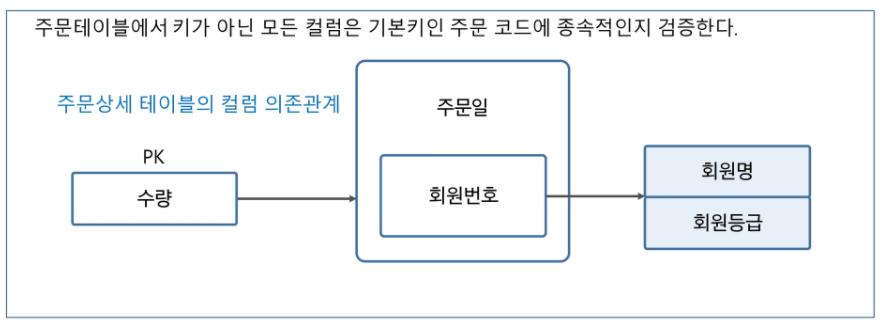 주문테이블에서 키가 아닌 모든 컬럼은 기본키인 주문 코드에 종속적인지 검증한다.
주문상세 테이블의 컬럼 의존관계
주문일
PK
수량
회원번호
회원명
회원등급